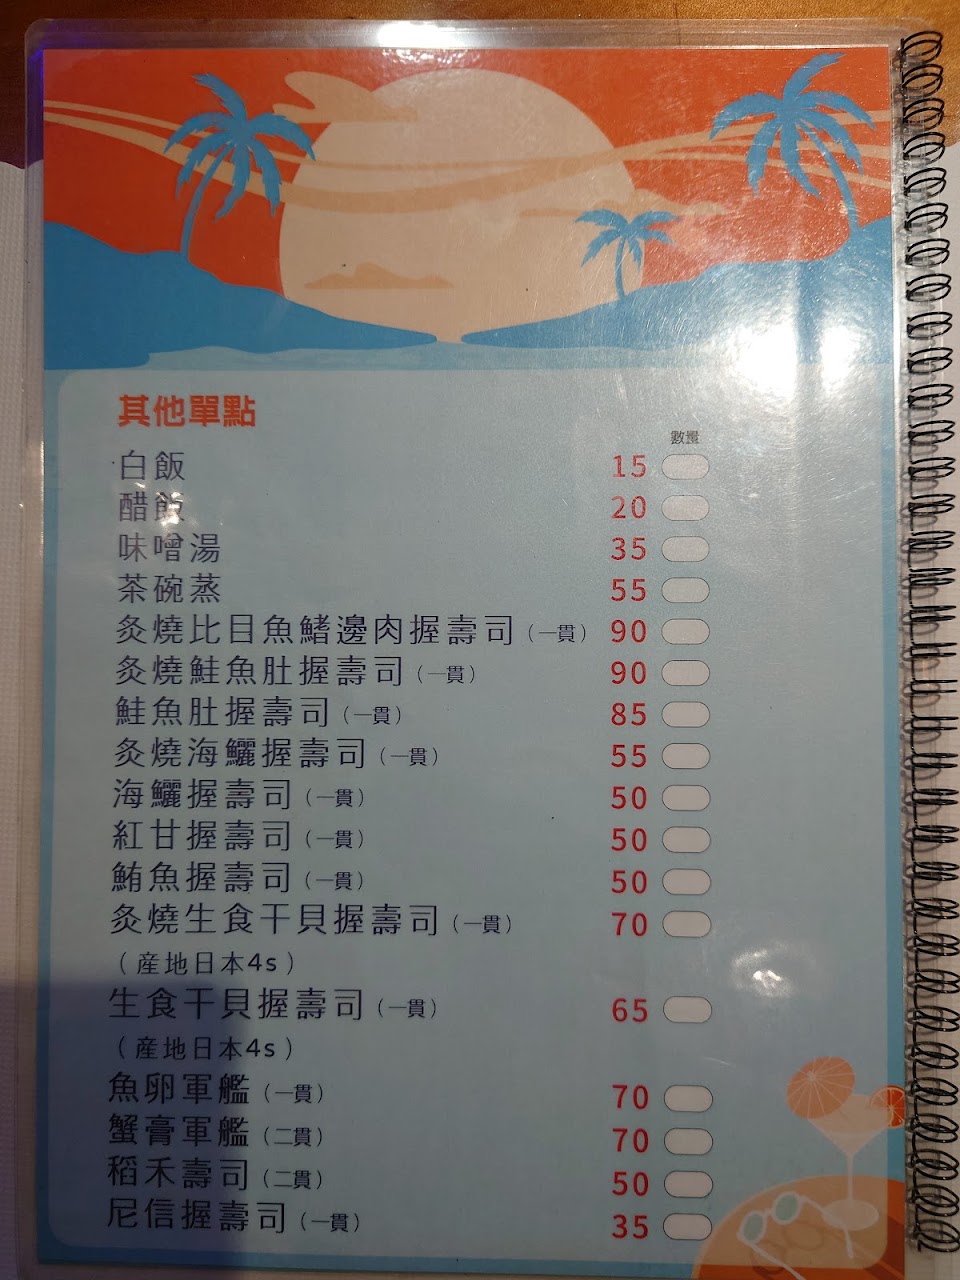 其他單點
數量
白飯 15
醋飯 20
味噌湯 35
茶碗蒸 55
炙燒比目魚鰭邊肉握壽司（一貫） 90
炙燒鮭魚肚握壽司（一貫） 90
鮭魚肚握壽司（一貫） 85
炙燒海鱺握壽司（一貫） 55
海鱺握壽司（一貫） 50
紅甘握壽司（一貫） 50
鮪魚握壽司（一貫） 50
炙燒生食干貝握壽司（一貫） 70
（産地日本4s）
生食干貝握壽司（一貫） 65
（産地日本4s）
魚卵軍艦（一貫） 70
蟹膏軍艦（二貫） 70
稻禾壽司（二貫） 50
尼信握壽司（一貫） 35